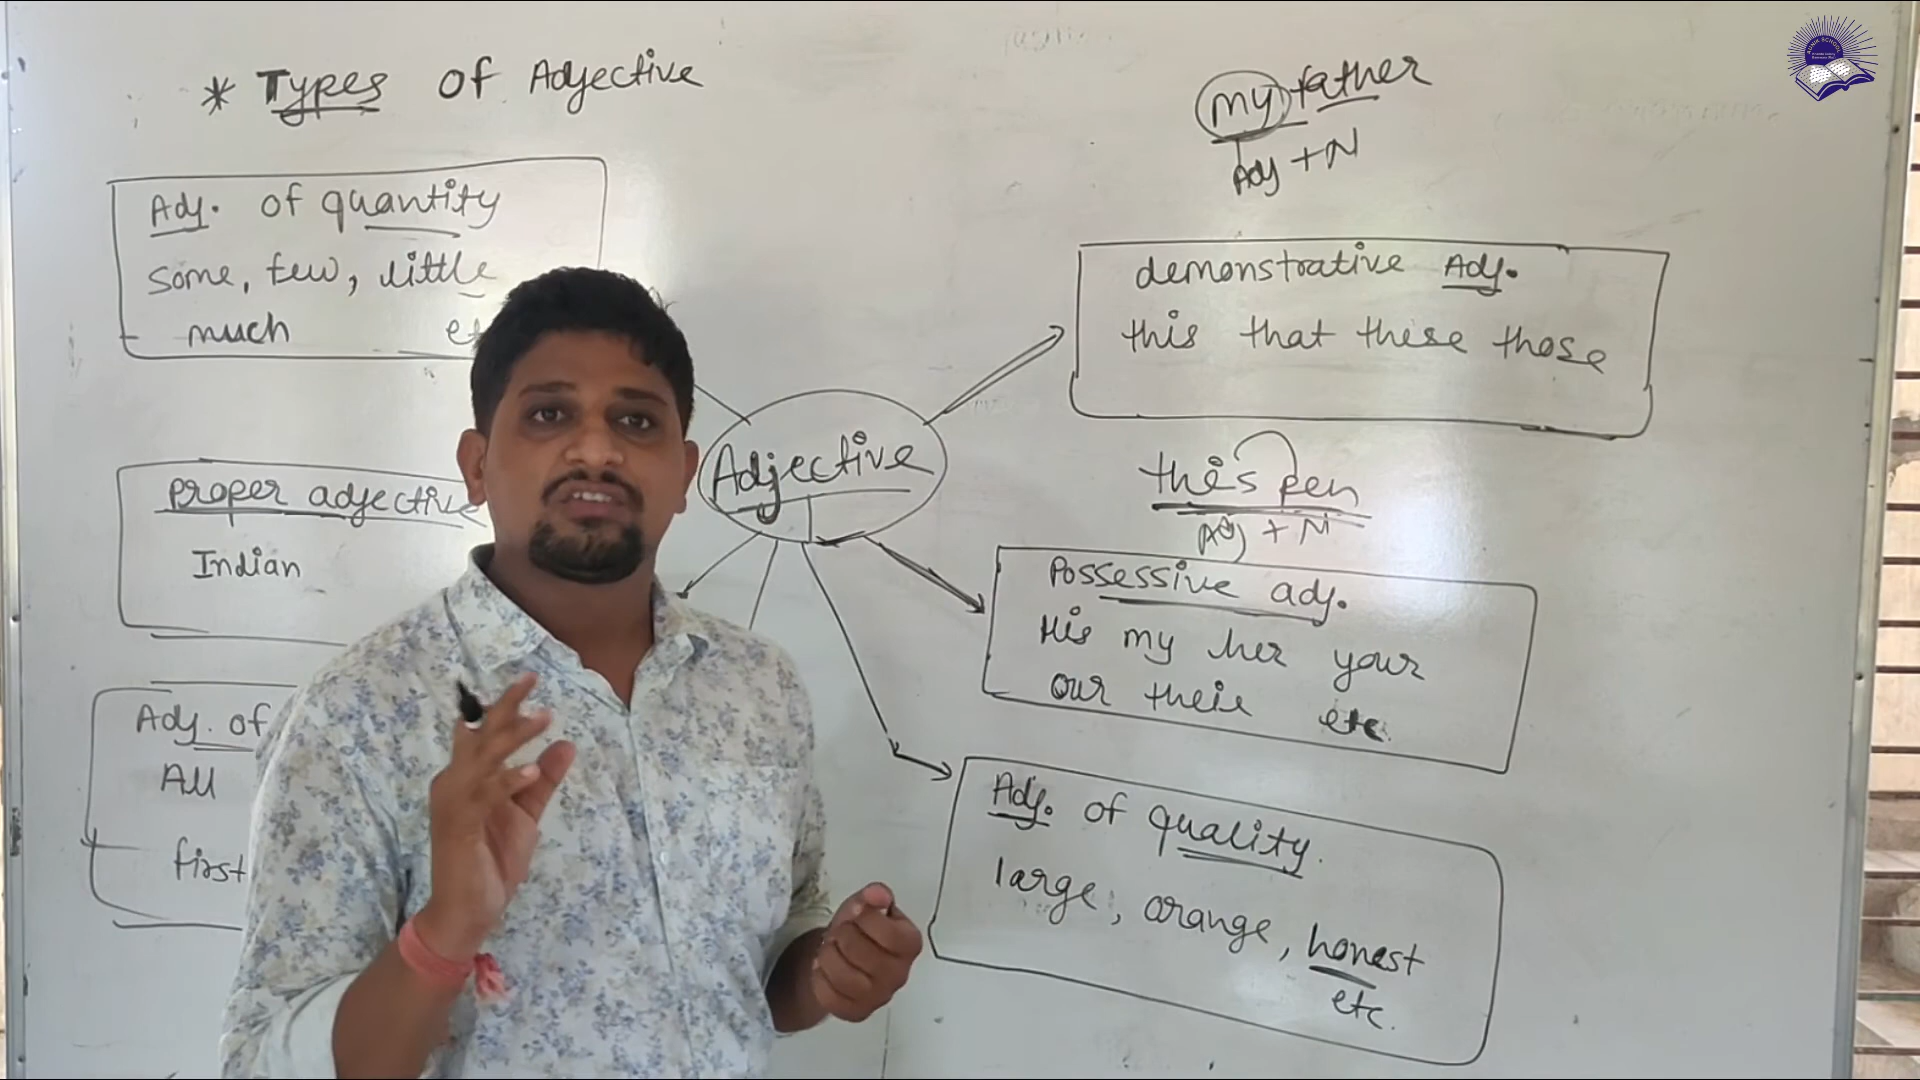 * Types of Adjective
my father
Adj + N
Adj. of quantity
some, few, little
much
demonstrative Adj.
this that these those
Adjective
this pen
Adj + N
proper adjective
Indian
Possessive adj.
His my her your
our their etc.
Adj. of
All
first
Adj. of quality.
large, orange, honest
etc.